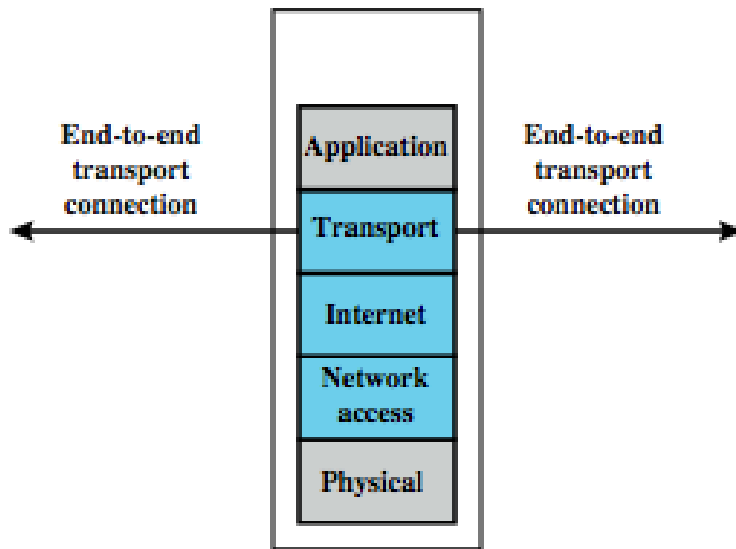 End-to-end
transport
connection
Application
Transport
Internet
Network
access
Physical
End-to-end
transport
connection